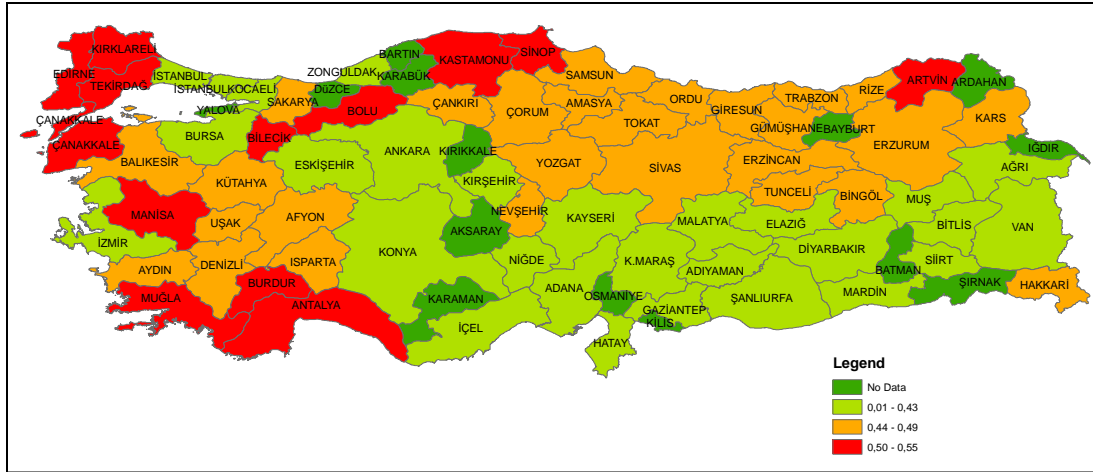 KIRKLARELİ
EDİRNE
TEKİRDAĞ
İSTANBUL
İSTANBUL
KOCAELİ
YALOVA
SAKARYA
DüZCE
ZONGULDAK
BARTIN
KARABÜK
KASTAMONU
SİNOP
SAMSUN
ÇANKIRI
ÇORUM
AMASYA
ORDU
TOKAT
GİRESUN
TRABZON
RİZE
ARTVİN
ARDAHAN
GÜMÜŞHANE
BAYBURT
KARS
ERZURUM
IĞDIR
AĞRI
ÇANAKKALE
ÇANAKKALE
BALIKESİR
BURSA
BİLECİK
BOLU
ESKİŞEHİR
ANKARA
KIRIKKALE
KIRŞEHİR
YOZGAT
SİVAS
ERZİNCAN
TUNCELİ
BİNGÖL
MUŞ
BİTLİS
VAN
KÜTAHYA
MANİSA
UŞAK
AFYON
İZMİR
AYDIN
DENİZLİ
ISPARTA
BURDUR
MUĞLA
ANTALYA
KONYA
AKSARAY
NEVŞEHİR
NİĞDE
KAYSERİ
MALATYA
ELAZIĞ
DİYARBAKIR
BATMAN
SİİRT
ŞIRNAK
HAKKARİ
MARDİN
ŞANLIURFA
ADIYAMAN
K.MARAŞ
GAZİANTEP
KİLİS
OSMANİYE
ADANA
HATAY
İÇEL
KARAMAN
Legend
No Data
0,01 - 0,43
0,44 - 0,49
0,50 - 0,55